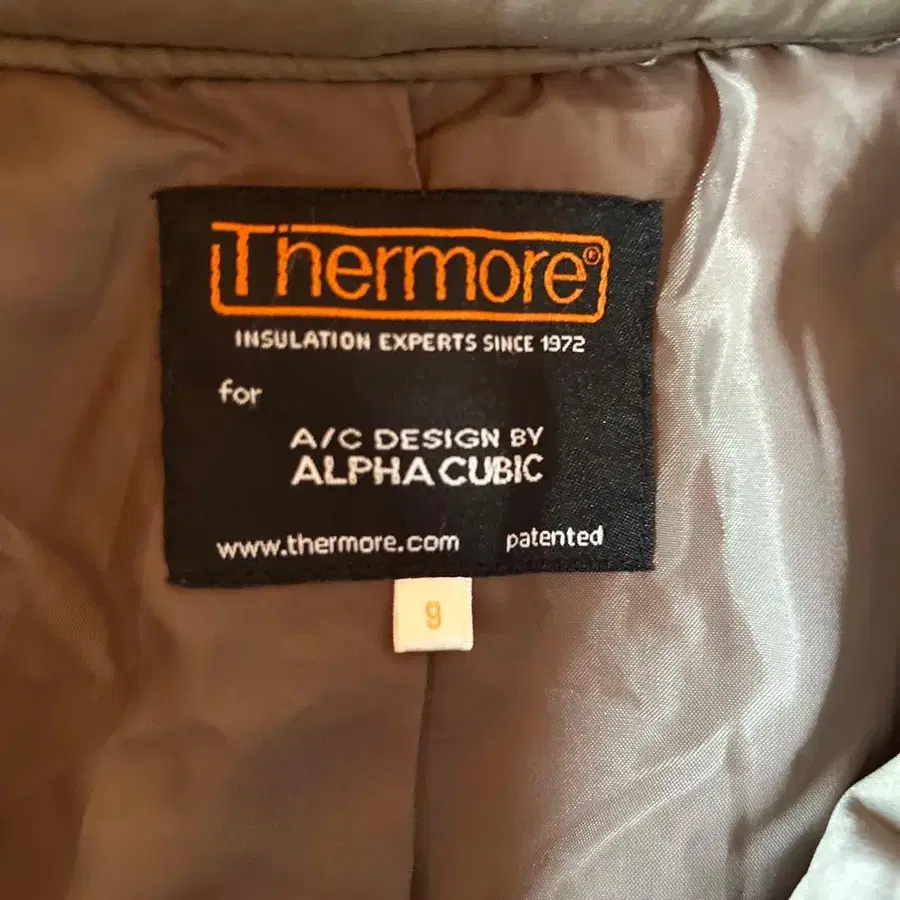 Thermore®
INSULATION EXPERTS SINCE 1972
for
A/C DESIGN BY
ALPHA CUBIC
www.thermore.com patented
9